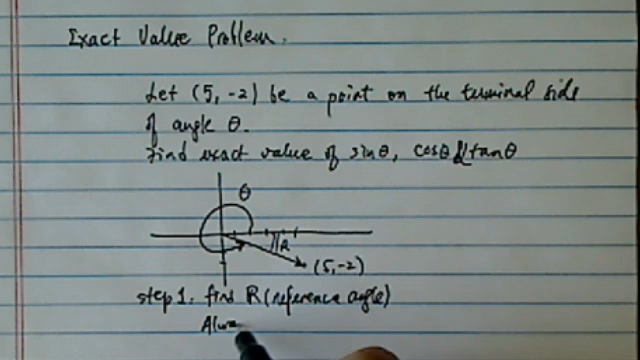 Exact Value Problem.
Let (5, -2) be a point on the terminal side
of angle θ.
Find exact value of sinθ, cosθ & tanθ
θ
R
(5, -2)
step 1. find R (reference angle)
Alwa